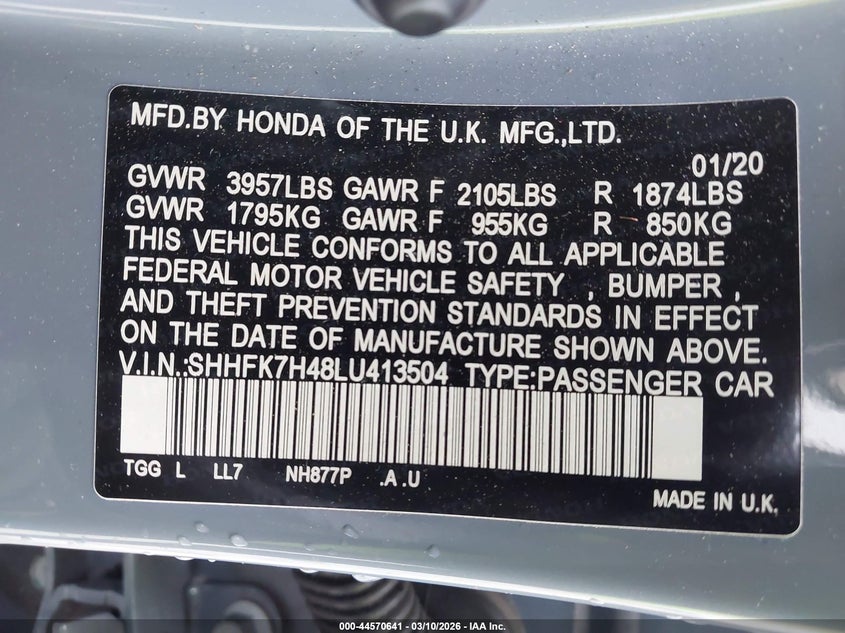 MFD.BY HONDA OF THE U.K. MFG.,LTD.
01/20
GVWR 3957LBS GAWR F 2105LBS R 1874LBS
GVWR 1795KG GAWR F 955KG R 850KG
THIS VEHICLE CONFORMS TO ALL APPLICABLE
FEDERAL MOTOR VEHICLE SAFETY , BUMPER ,
AND THEFT PREVENTION STANDARDS IN EFFECT
ON THE DATE OF MANUFACTURE SHOWN ABOVE.
V.I.N.:SHHFK7H48LU413504 TYPE:PASSENGER CAR
TGG L LL7 NH877P .A .U
MADE IN U.K.
000-44570641 - 03/10/2026 - IAA Inc.